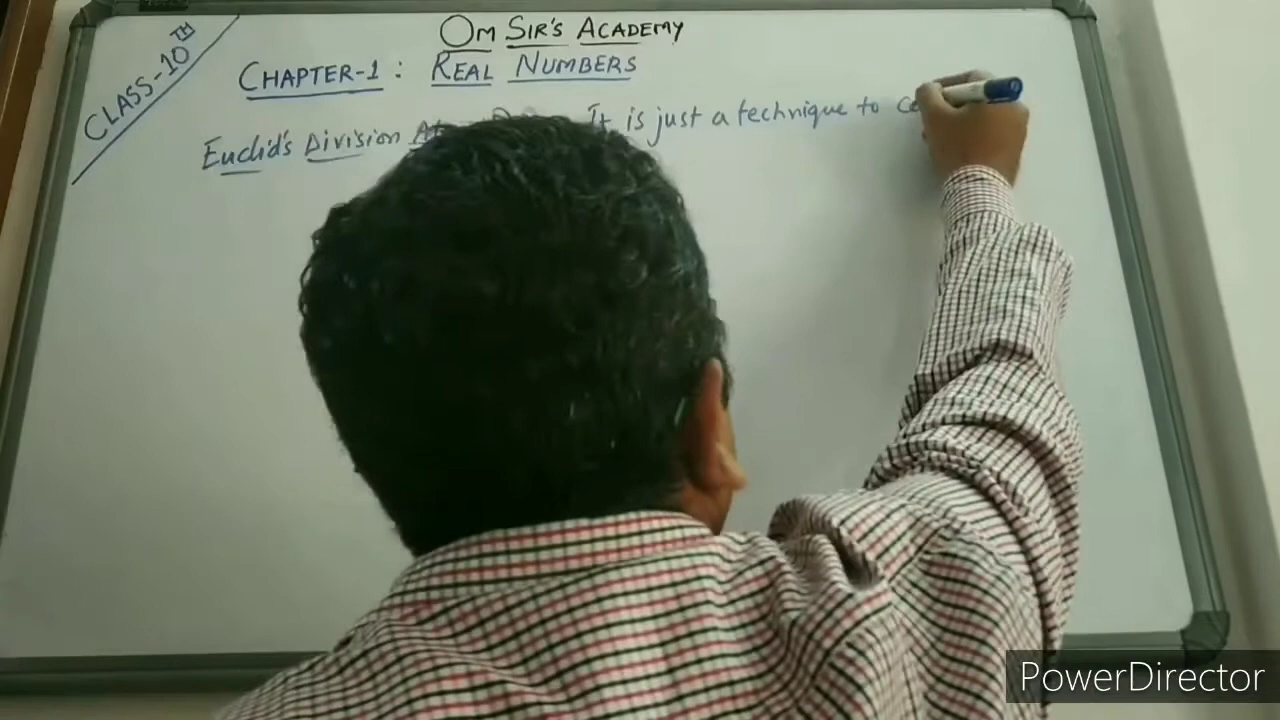 OM SIR'S ACADEMY
CLASS-10TH
CHAPTER-1 : REAL NUMBERS
Euclid's Division It is just a technique to
PowerDirector